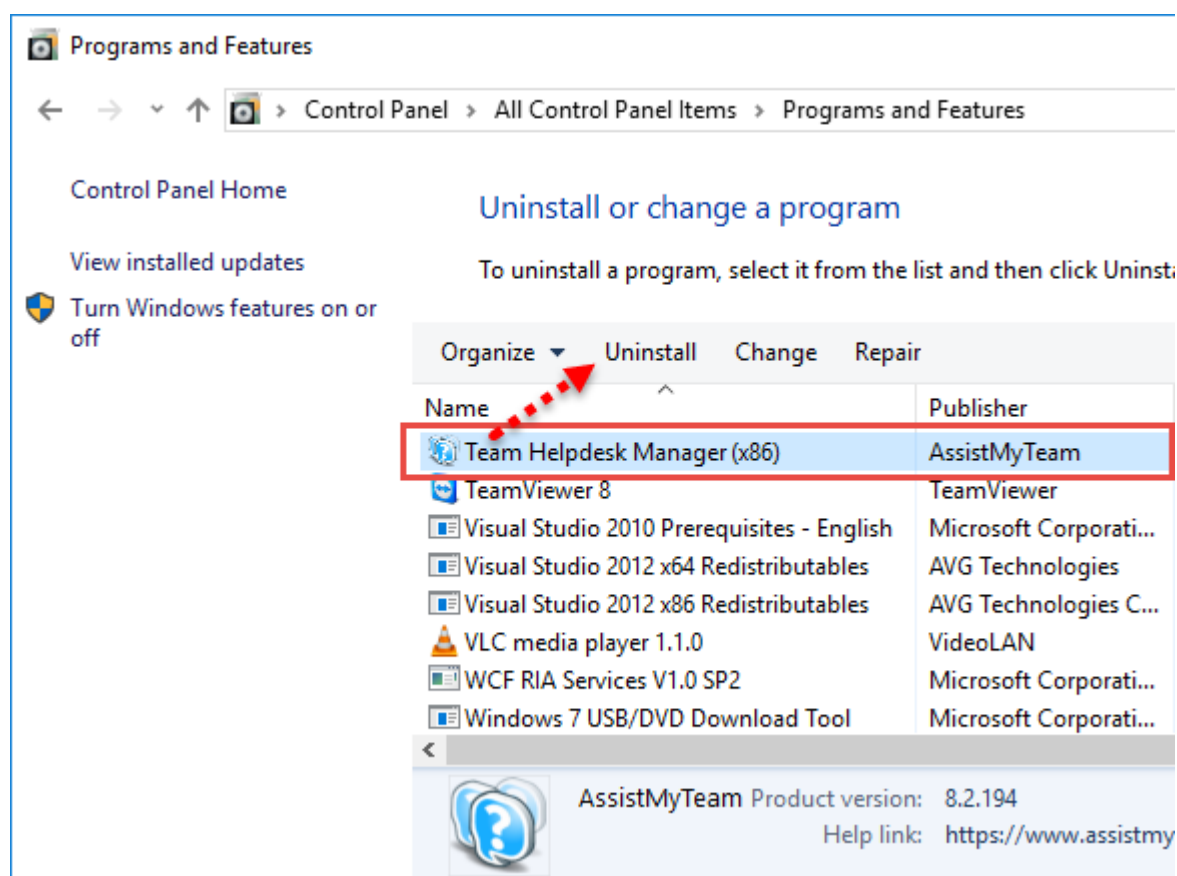 Programs and Features
Control Panel > All Control Panel Items > Programs and Features
Control Panel Home
View installed updates
Turn Windows features on or
off
Uninstall or change a program
To uninstall a program, select it from the list and then click Uninsta
Organize Uninstall Change Repair
Name Publisher
Team Helpdesk Manager (x86) AssistMyTeam
TeamViewer 8 TeamViewer
Visual Studio 2010 Prerequisites - English Microsoft Corporati...
Visual Studio 2012 x64 Redistributables AVG Technologies
Visual Studio 2012 x86 Redistributables AVG Technologies C...
VLC media player 1.1.0 VideoLAN
WCF RIA Services V1.0 SP2 Microsoft Corporati...
Windows 7 USB/DVD Download Tool Microsoft Corporati...
AssistMyTeam Product version: 8.2.194
Help link: https://www.assistmy